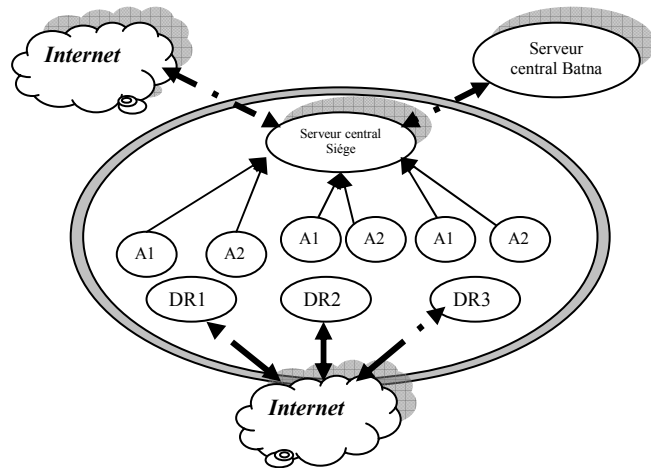 Internet
Serveur
central Batna
Serveur central
Siége
A1
A2
A1
A2
A1
A2
DR1
DR2
DR3
Internet